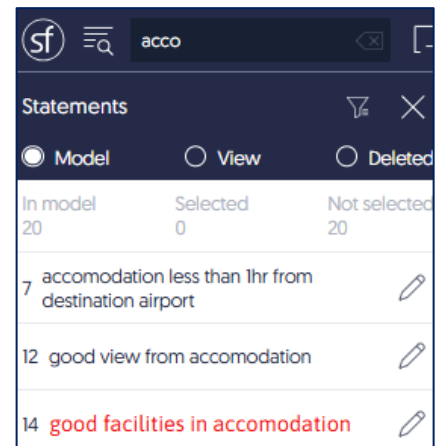 sf
acco
Statements
Model View Deleted
In model Selected Not selected
20 0 20
7 accomodation less than 1hr from
destination airport
12 good view from accomodation
14 good facilities in accomodation